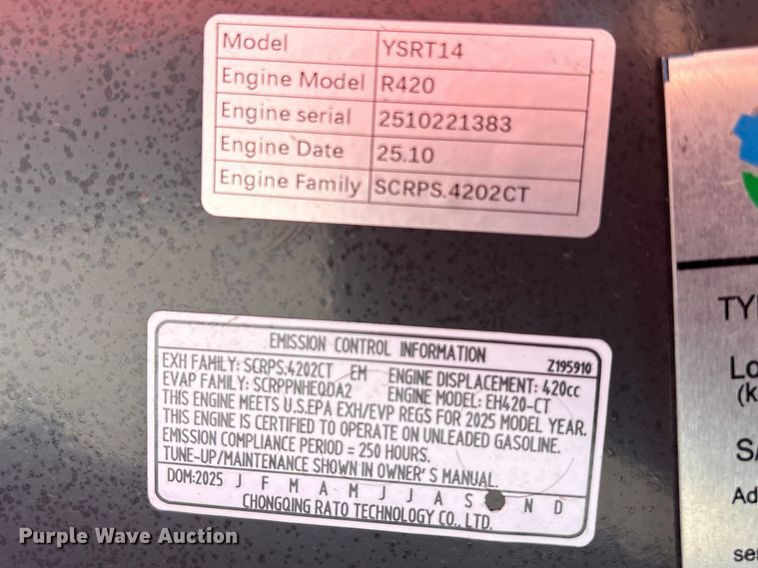 Model YSRT14
Engine Model R420
Engine serial 2510221383
Engine Date 25.10
Engine Family SCRPS.4202CT
EMISSION CONTROL INFORMATION
Z195910
EXH FAMILY: SCRPS.4202CT EM ENGINE DISPLACEMENT: 420cc
EVAP FAMILY: SCRPPNHEQDA2 ENGINE MODEL: EH420-CT
THIS ENGINE MEETS U.S.EPA EXH/EVP REGS FOR 2025 MODEL YEAR.
THIS ENGINE IS CERTIFIED TO OPERATE ON UNLEADED GASOLINE.
EMISSION COMPLIANCE PERIOD = 250 HOURS.
TUNE-UP/MAINTENANCE SHOWN IN OWNER'S MANUAL.
DOM:2025 J F M A M J J A S N D
CHONGQING RATO TECHNOLOGY CO., LTD.
TY
Lo
(k
S
Ad
se
Purple Wave Auction